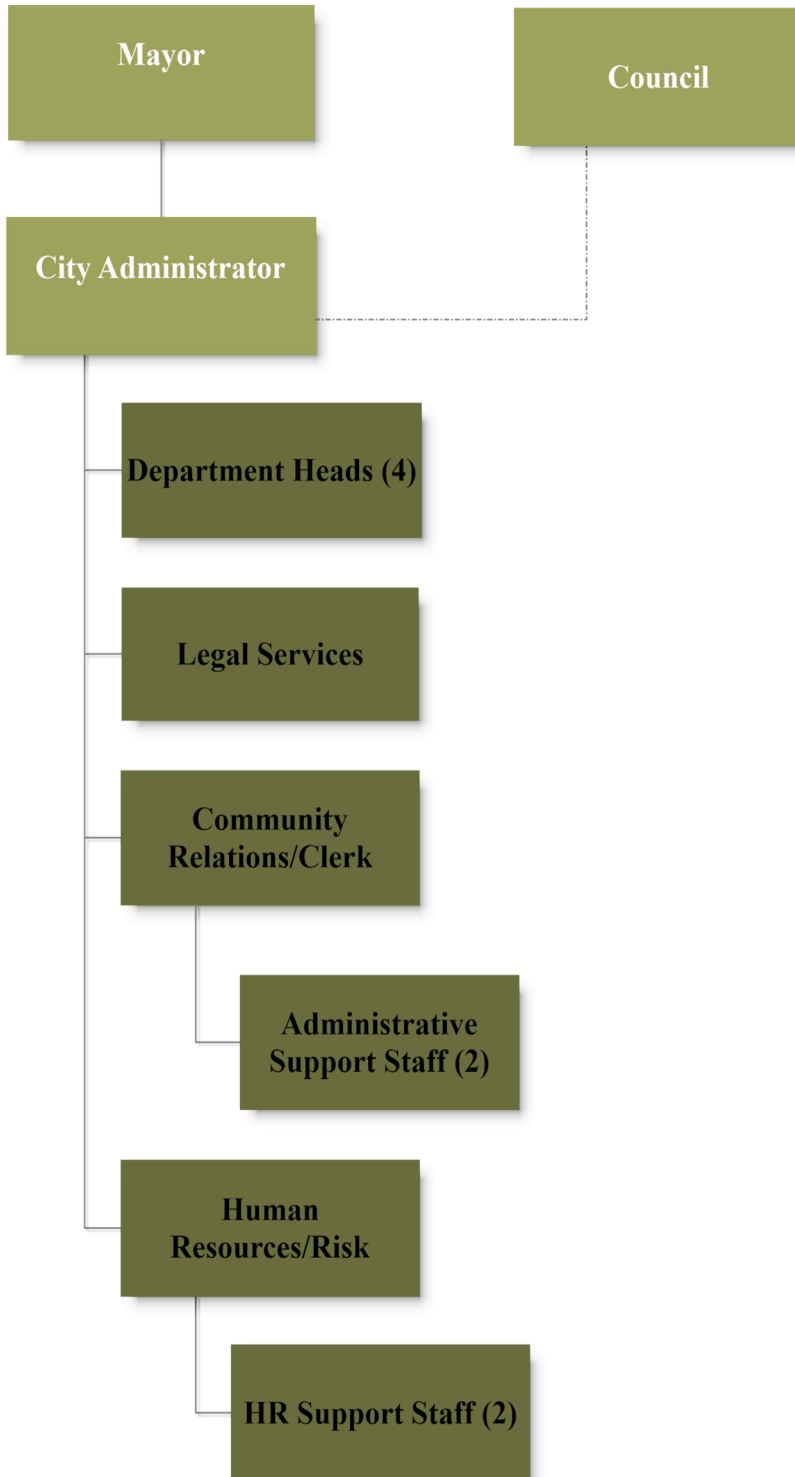 Mayor
Council
City Administrator
Department Heads (4)
Legal Services
Community
Relations/Clerk
Administrative
Support Staff (2)
Human
Resources/Risk
HR Support Staff (2)